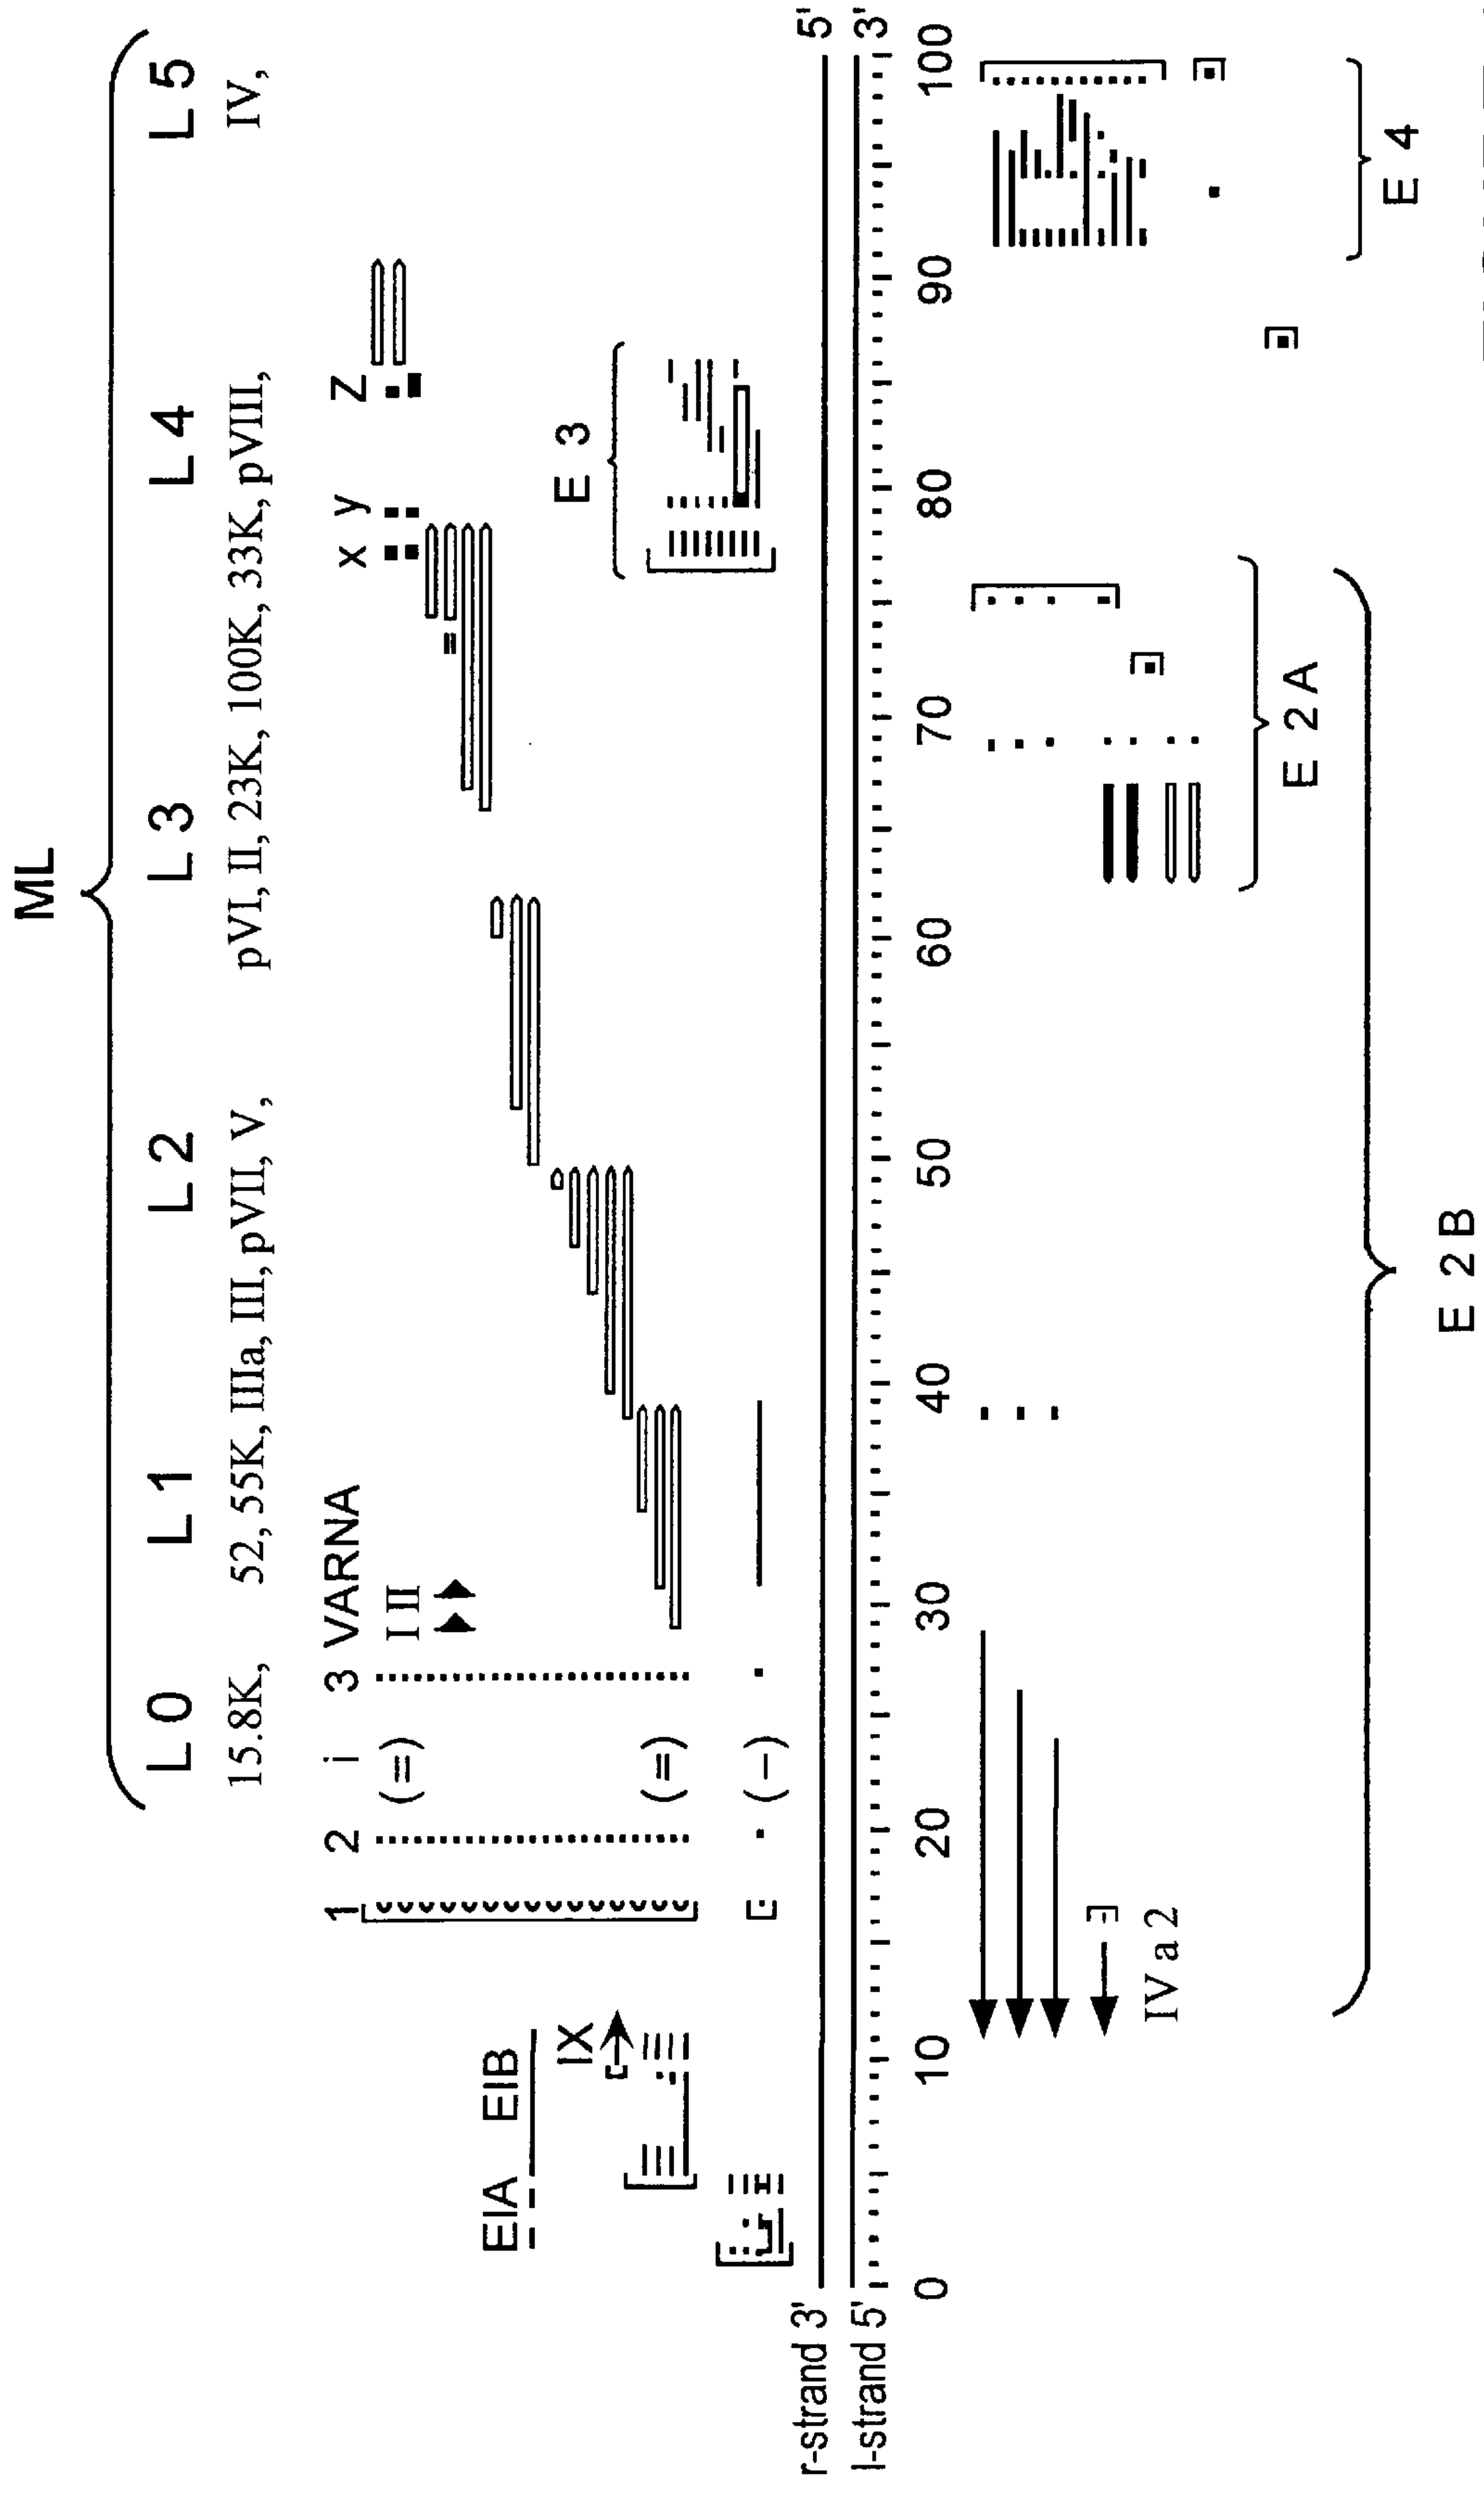 ML
L0 L1 L2 L3 L4 L5
15.8K, 52, 55K, IIIa, III, pVII, V, pVI, II, 23K, 100K, 33K, pVIII, IV,
1 2 i 3 VARNA x y Z
I II
(=)
EIA EIB
IX
E 3
(=)
(–)
r-strand 3' 5'
l-strand 5' 3'
0 10 20 30 40 50 60 70 80 90 100
IVa2
E 2A
E 4
E 2B